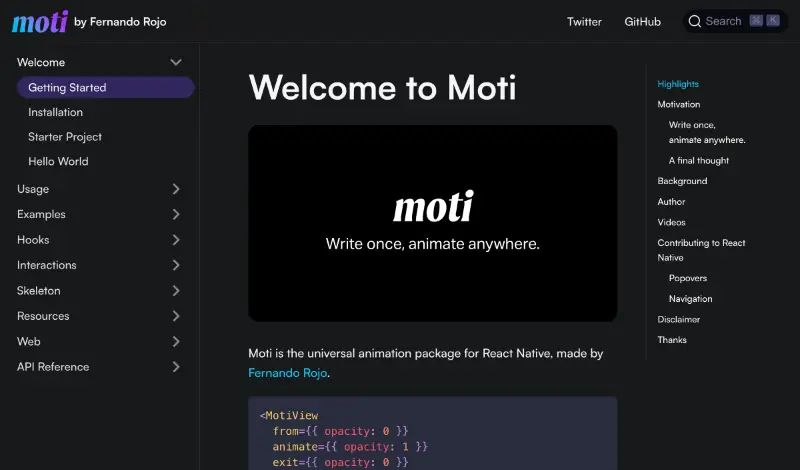 moti by Fernando Rojo
Twitter
GitHub
Search ⌘ K
Welcome
Getting Started
Installation
Starter Project
Hello World
Usage
Examples
Hooks
Interactions
Skeleton
Resources
Web
API Reference
Welcome to Moti
moti
Write once, animate anywhere.
Moti is the universal animation package for React Native, made by
Fernando Rojo.
<MotiView
from={{ opacity: 0 }}
animate={{ opacity: 1 }}
exit={{ opacity: 0 }}
Highlights
Motivation
Write once,
animate anywhere.
A final thought
Background
Author
Videos
Contributing to React
Native
Popovers
Navigation
Disclaimer
Thanks